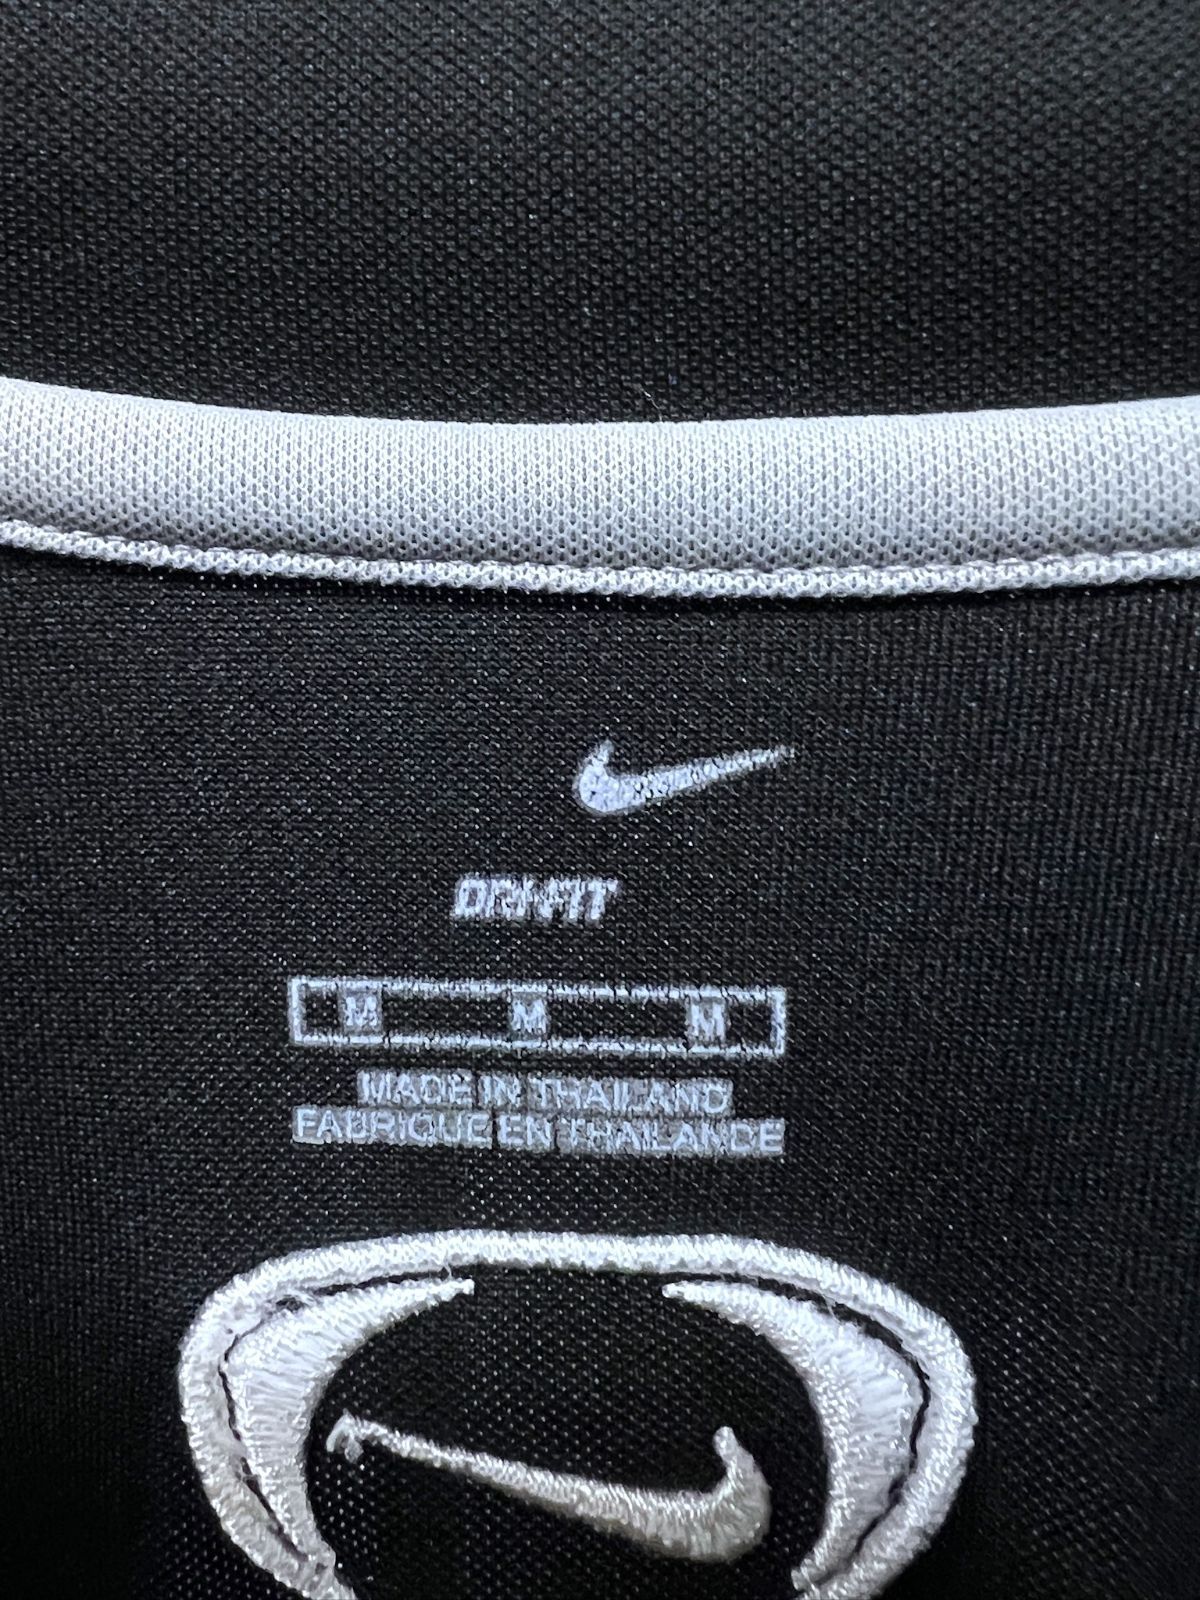 DRI-FIT
M M M
MADE IN THAILAND
FABRIQUE EN THAILANDE